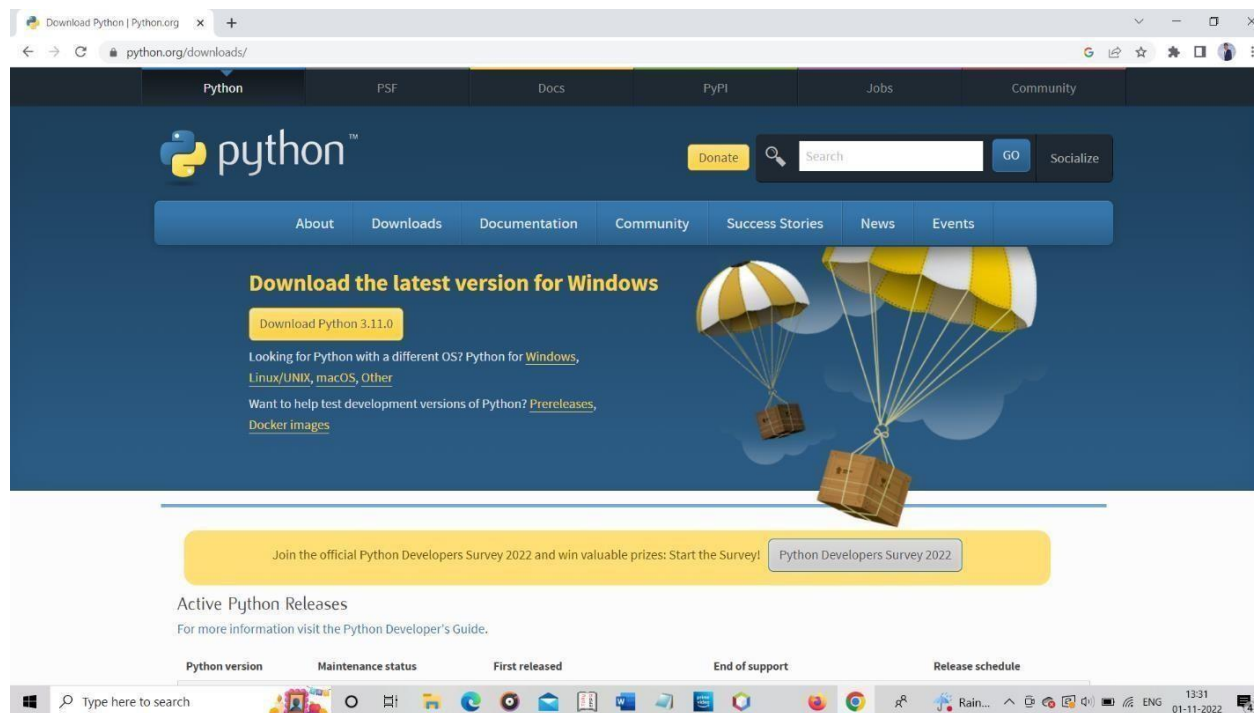 Download Python | Python.org
python.org/downloads/
Python PSF Docs PyPI Jobs Community
python™
Donate Search GO Socialize
About Downloads Documentation Community Success Stories News Events
Download the latest version for Windows
Download Python 3.11.0
Looking for Python with a different OS? Python for Windows,
Linux/UNIX, macOS, Other
Want to help test development versions of Python? Prereleases,
Docker images
Join the official Python Developers Survey 2022 and win valuable prizes: Start the Survey! Python Developers Survey 2022
Active Python Releases
For more information visit the Python Developer's Guide.
Python version Maintenance status First released End of support Release schedule
Type here to search Rain... ENG 13:31
01-11-2022